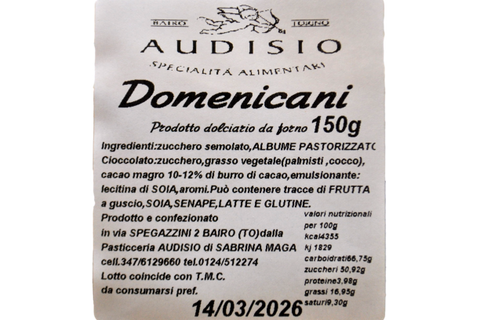 BAIRO TORINO
AUDISIO
SPECIALITÀ ALIMENTARI
Domenicani
Prodotto dolciario da forno 150g
Ingredienti:zucchero semolato,ALBUME PASTORIZZATO
Cioccolato:zucchero,grasso vegetale(palmisti ,cocco),
cacao magro 10-12% di burro di cacao,emulsionante:
lecitina di SOIA,aromi.Può contenere tracce di FRUTTA
a guscio,SOIA,SENAPE,LATTE E GLUTINE.
Prodotto e confezionato
in via SPEGAZZINI 2 BAIRO (TO)dalla
Pasticceria AUDISIO di SABRINA MAGA
cell.347/6129660 tel.0124/512274
Lotto coincide con T.M.C.
da consumarsi pref.
14/03/2026
valori nutrizionali
per 100g
kcal4355
kj 1829
carboidrati66,75g
zuccheri 50,92g
proteine3,98g
grassi 16,95g
saturi9,30g